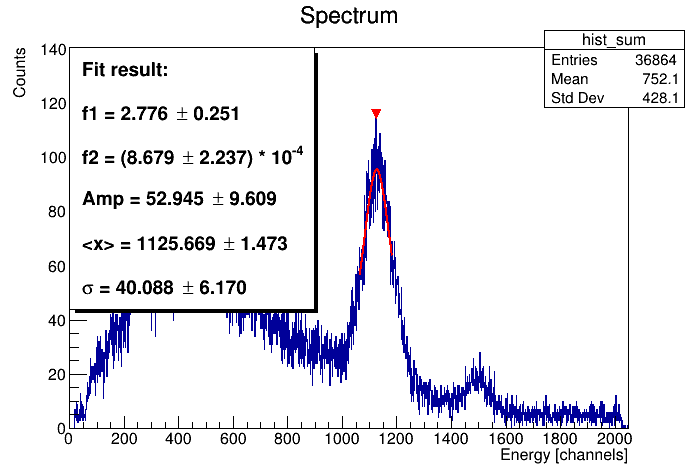 Spectrum
hist_sum
Entries 36864
Mean 752.1
Std Dev 428.1
Counts
140
120
100
80
60
40
20
0
Fit result:
f1 = 2.776 ± 0.251
f2 = (8.679 ± 2.237) * 10⁻⁴
Amp = 52.945 ± 9.609
<x> = 1125.669 ± 1.473
σ = 40.088 ± 6.170
0 200 400 600 800 1000 1200 1400 1600 1800 2000
Energy [channels]